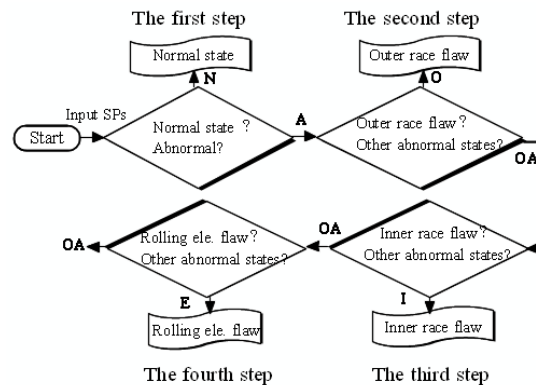 The first step
The second step
Normal state
Outer race flaw
N
O
Input SPs
Start
Normal state ?
Abnormal?
A
Outer race flaw?
Other abnormal states?
OA
OA
Rolling ele. flaw?
Other abnormal states?
OA
Inner race flaw?
Other abnormal states?
E
I
Rolling ele. flaw
Inner race flaw
The fourth step
The third step